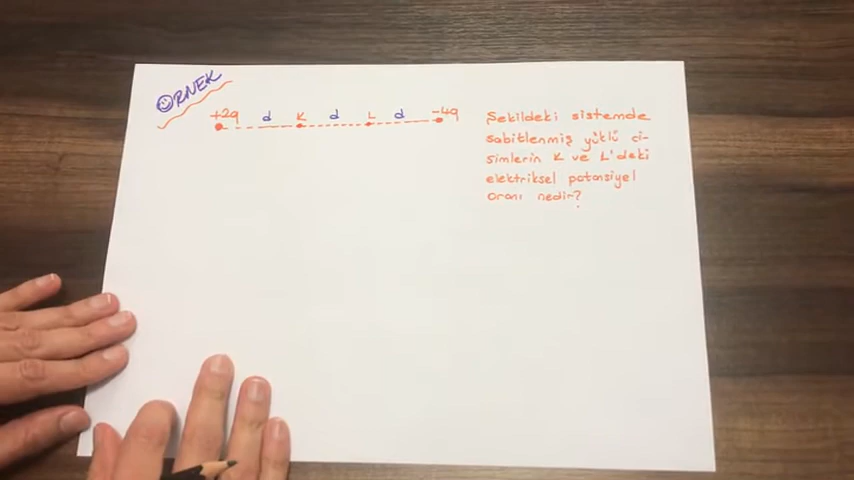 ÖRNEK
+2q d K d L d -4q
Şekildeki sistemde
sabitlenmiş yüklü ci-
simlerin K ve L'deki
elektriksel potansiyel
oranı nedir?